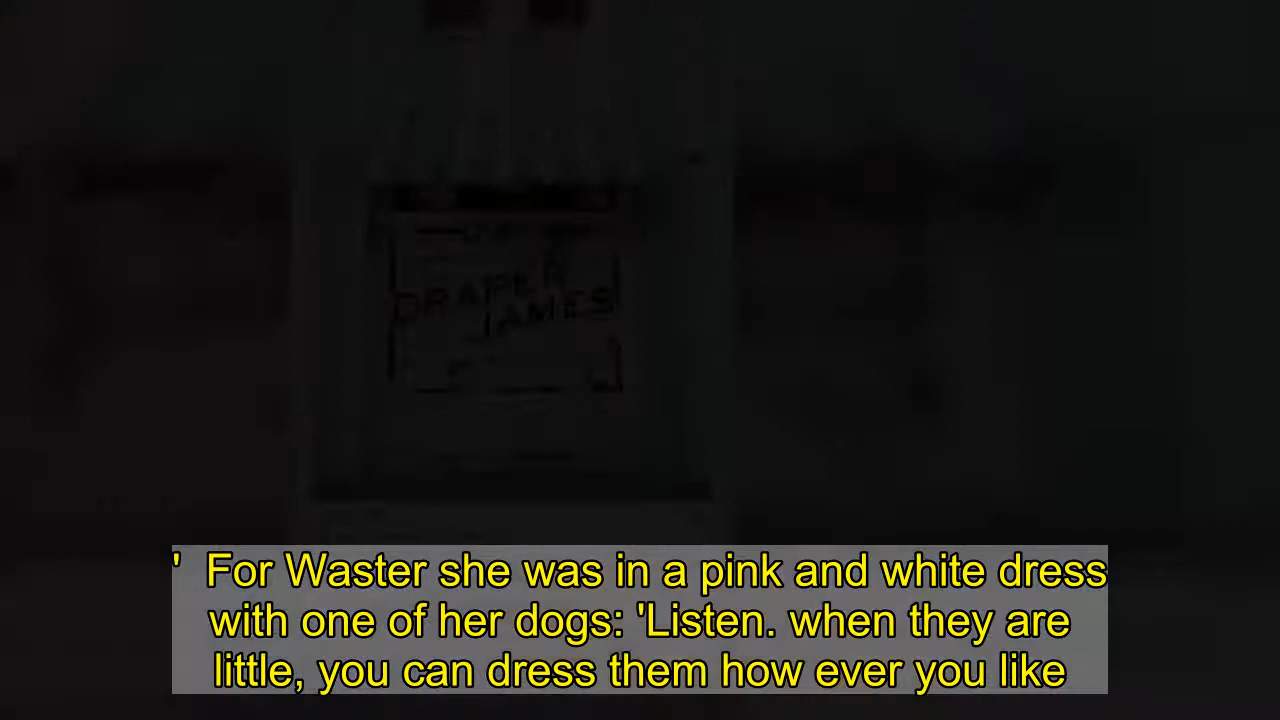 DRAPER
JAMES
' For Waster she was in a pink and white dress
with one of her dogs: 'Listen. when they are
little, you can dress them how ever you like